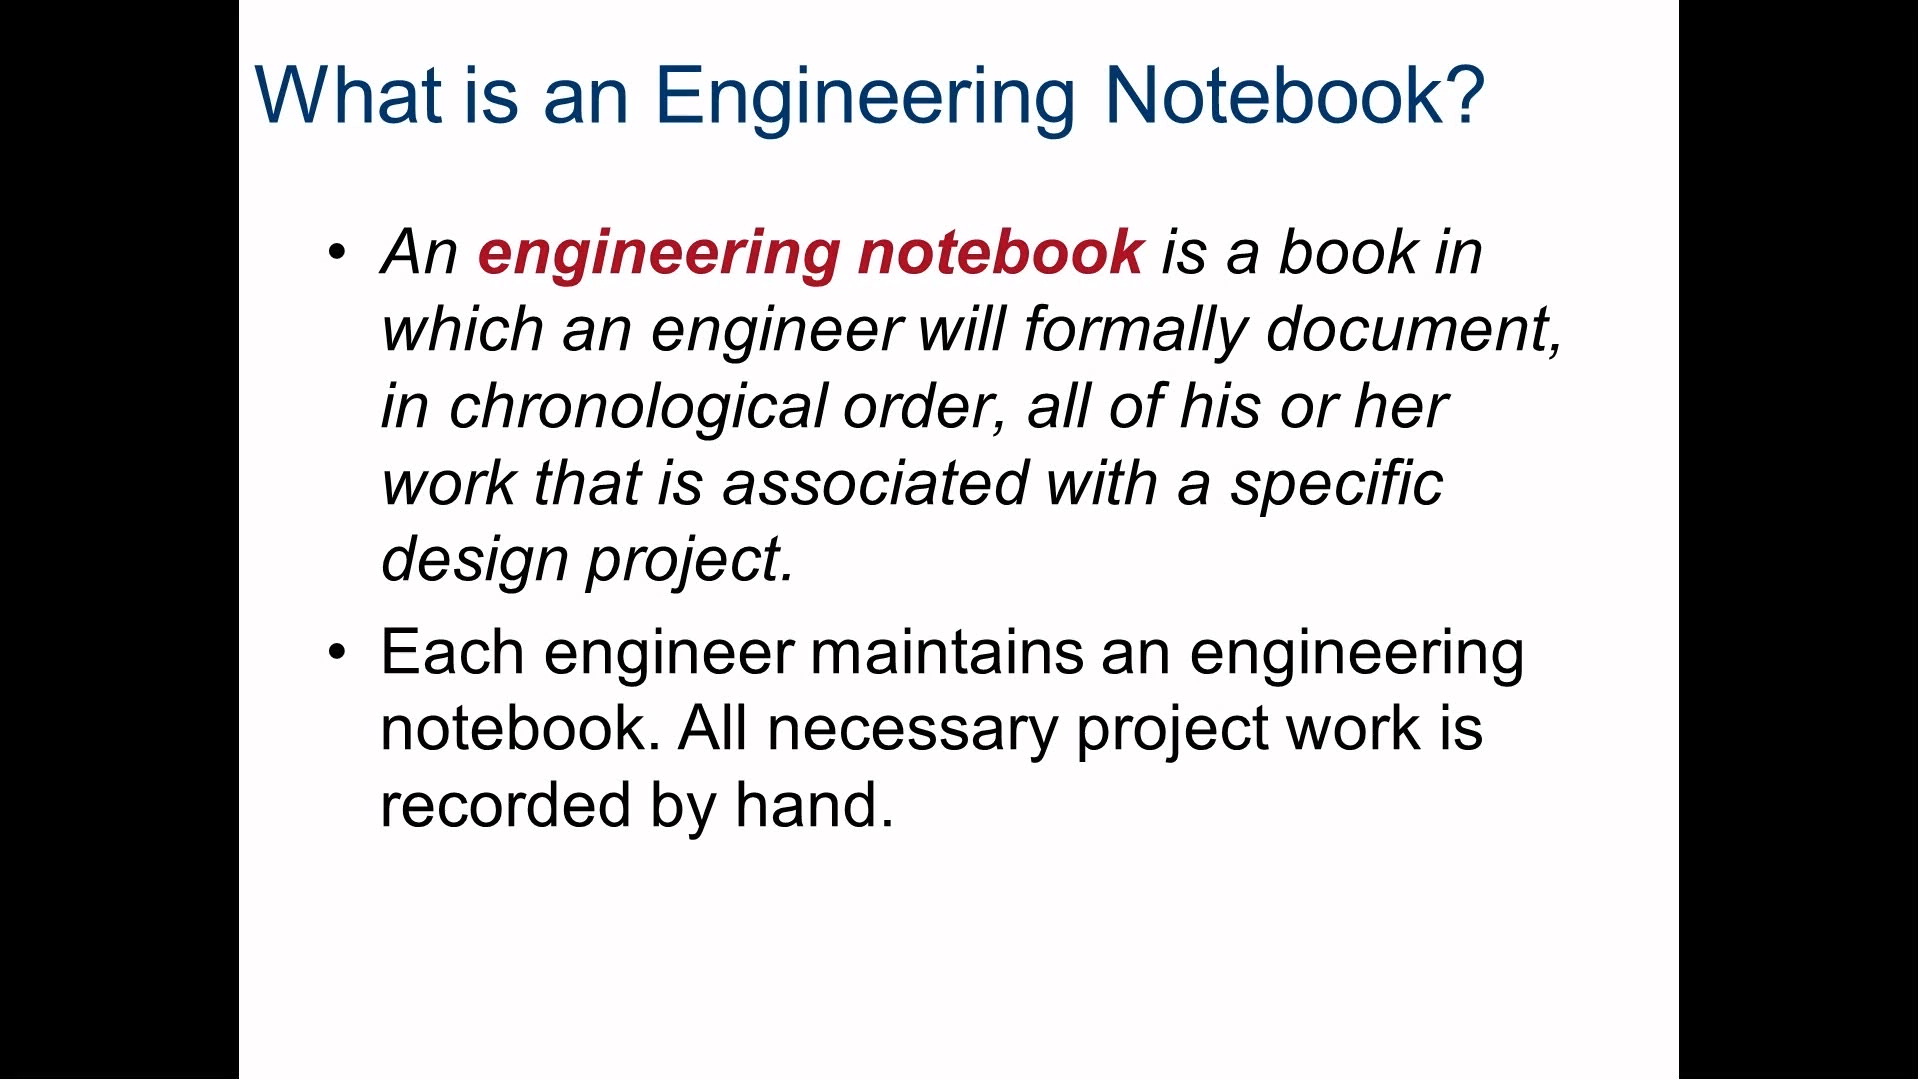 What is an Engineering Notebook?
• An engineering notebook is a book in
which an engineer will formally document,
in chronological order, all of his or her
work that is associated with a specific
design project.
• Each engineer maintains an engineering
notebook. All necessary project work is
recorded by hand.